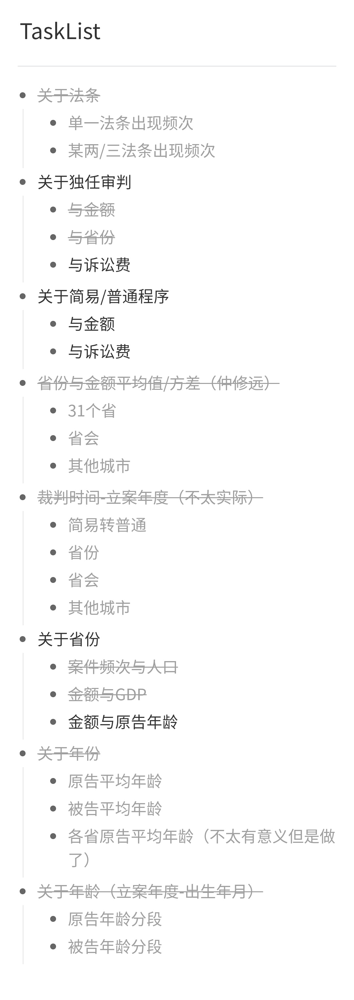 TaskList
关于法条
单一法条出现频次
某两/三法条出现频次
关于独任审判
与金额
与省份
与诉讼费
关于简易/普通程序
与金额
与诉讼费
省份与金额平均值/方差（仲修远）
31个省
省会
其他城市
裁判时间-立案年度（不太实际）
简易转普通
省份
省会
其他城市
关于省份
案件频次与人口
金额与GDP
金额与原告年龄
关于年份
原告平均年龄
被告平均年龄
各省原告平均年龄（不太有意义但是做
了）
关于年龄（立案年度-出生年月）
原告年龄分段
被告年龄分段